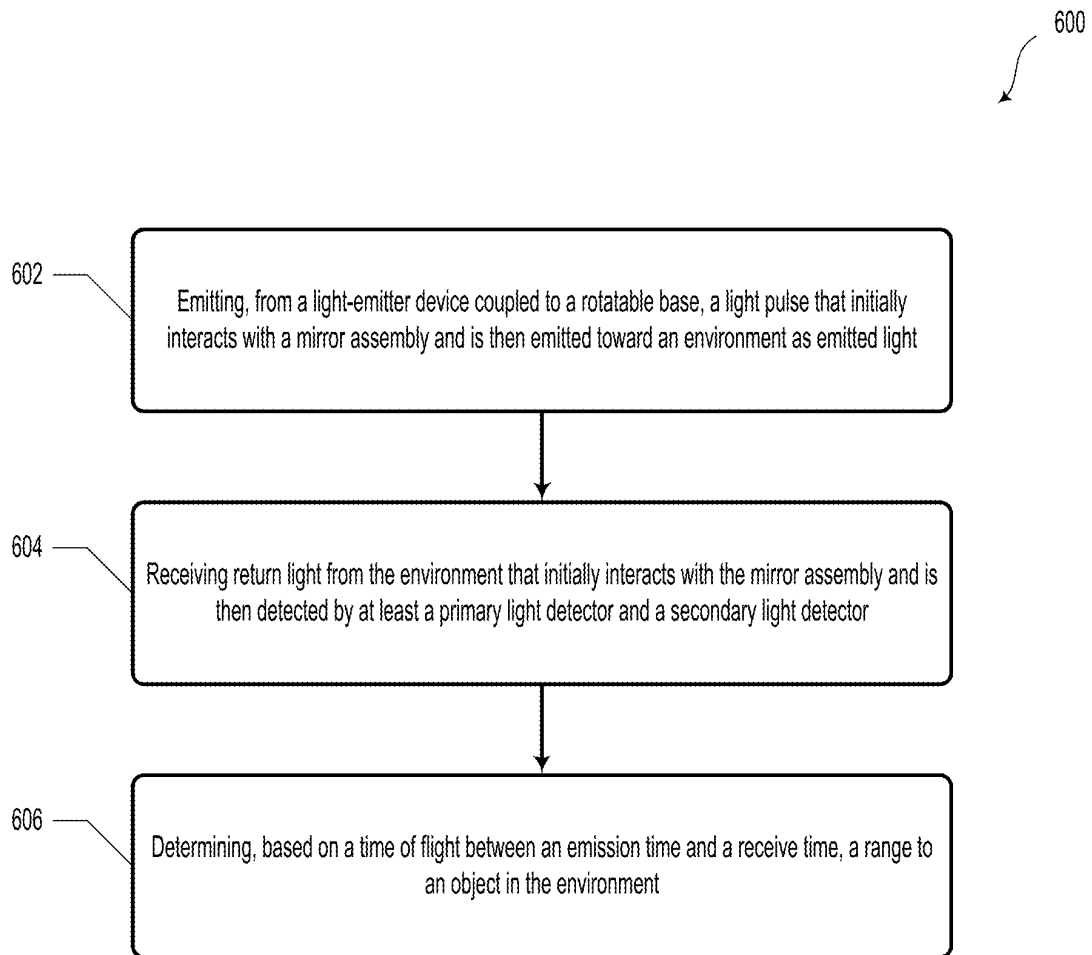 600
602
Emitting, from a light-emitter device coupled to a rotatable base, a light pulse that initially
interacts with a mirror assembly and is then emitted toward an environment as emitted light
604
Receiving return light from the environment that initially interacts with the mirror assembly and is
then detected by at least a primary light detector and a secondary light detector
606
Determining, based on a time of flight between an emission time and a receive time, a range to
an object in the environment